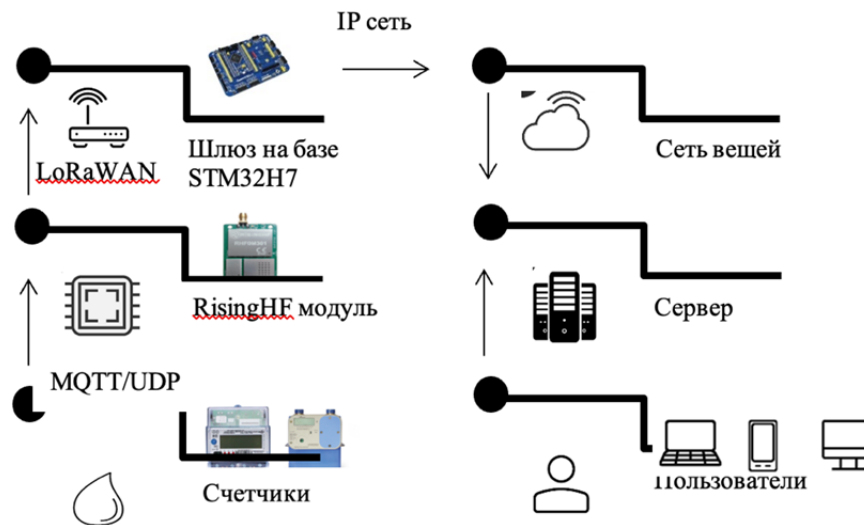 IP сеть
LoRaWAN
Шлюз на базе
STM32H7
Сеть вещей
RisingHF модуль
Сервер
MQTT/UDP
Счетчики
Пользователи